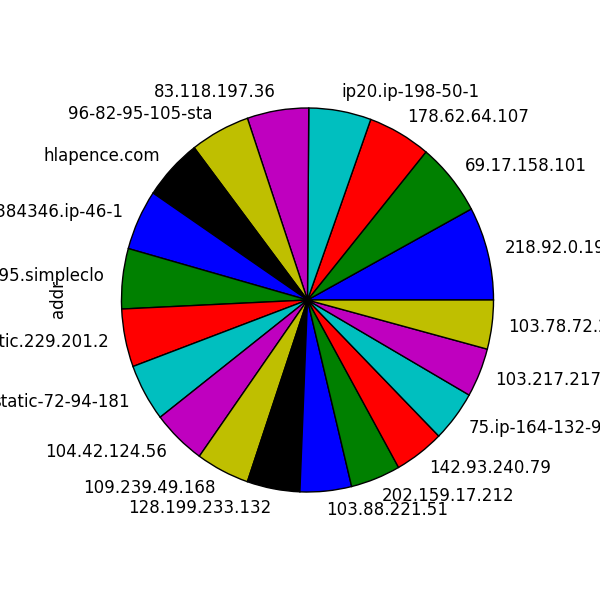 83.118.197.36
ip20.ip-198-50-1
96-82-95-105-sta
178.62.64.107
hlapence.com
69.17.158.101
384346.ip-46-1
218.92.0.19
95.simpleclo
addr
103.78.72.
tic.229.201.2
103.217.217
static-72-94-181
75.ip-164-132-9
104.42.124.56
142.93.240.79
109.239.49.168
202.159.17.212
128.199.233.132
103.88.221.51